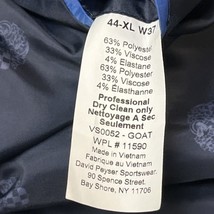 44-XL W37
63% Polyester
33% Viscose
4% Elastane
63% Polyester
33% Viscose
4% Elasthanne
Professional
Dry Clean only
Nettoyage A Sec
Seulement
VS0052 - GOAT
WPL # 11590
Made in Vietnam
Fabrique au Vietnam
David Peyser Sportswear.
90 Spence Street.
Bay Shore, NY 11706